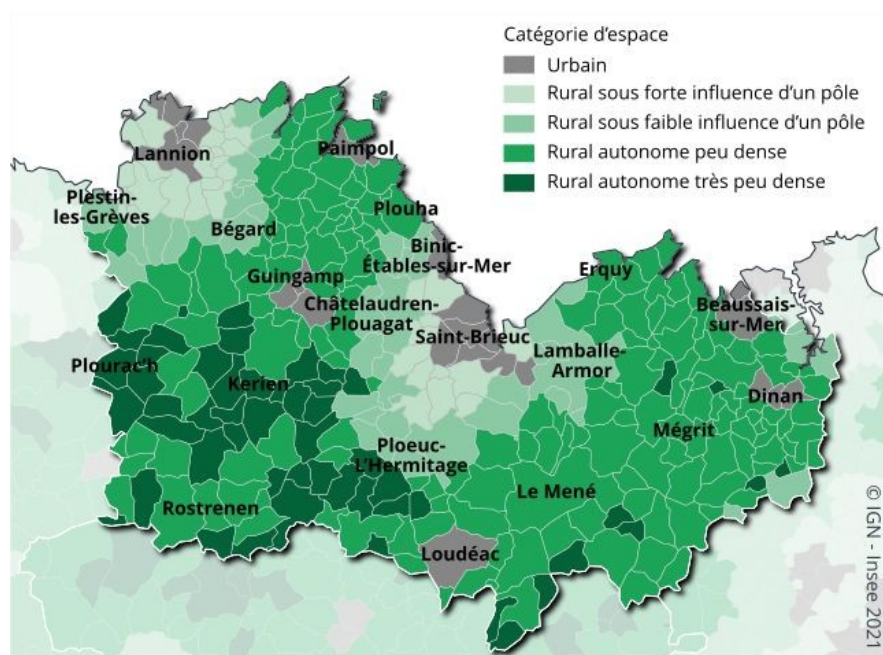 Catégorie d'espace
Urbain
Rural sous forte influence d'un pôle
Rural sous faible influence d'un pôle
Rural autonome peu dense
Rural autonome très peu dense
Lannion
Paimpol
Plestin-
les-Grèves
Plouha
Bégard
Binic-
Étables-sur-Mer
Guingamp
Erquy
Châtelaudren-
Plouagat
Beaussais-
sur-Mer
Saint-Brieuc
Lamballe-
Armor
Plourac'h
Kerien
Dinan
Mégrit
Ploeuc-
L'Hermitage
Le Mené
Rostrenen
Loudéac
© IGN - Insee 2021